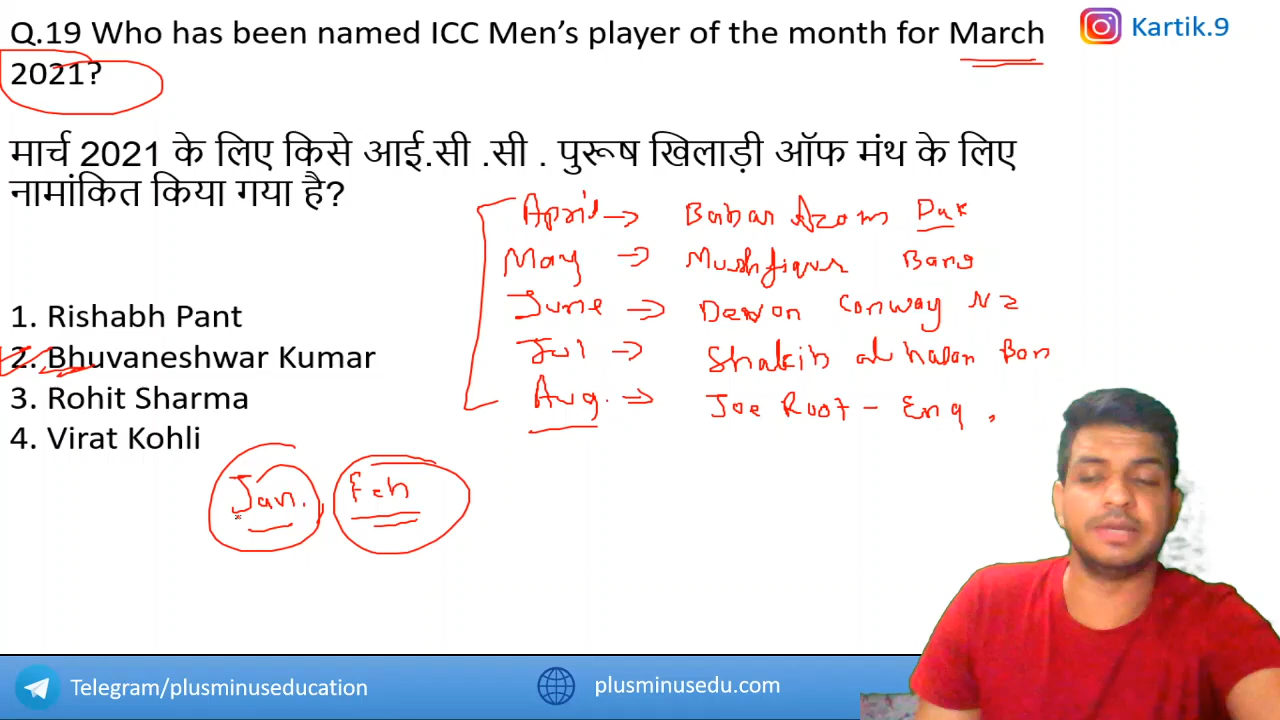 Q.19 Who has been named ICC Men’s player of the month for March
2021?
Kartik.9
मार्च 2021 के लिए किसे आई.सी .सी . पुरूष खिलाड़ी ऑफ मंथ के लिए
नामांकित किया गया है?
April → Babar Azam Pak
May → Mushfiqur Bang
June → Devon Conway NZ
Jul → Shakib al hasan Ban
Aug. → Joe Root - Eng,
1. Rishabh Pant
2. Bhuvaneshwar Kumar
3. Rohit Sharma
4. Virat Kohli
Jan. Feb
Telegram/plusminuseducation
plusminusedu.com